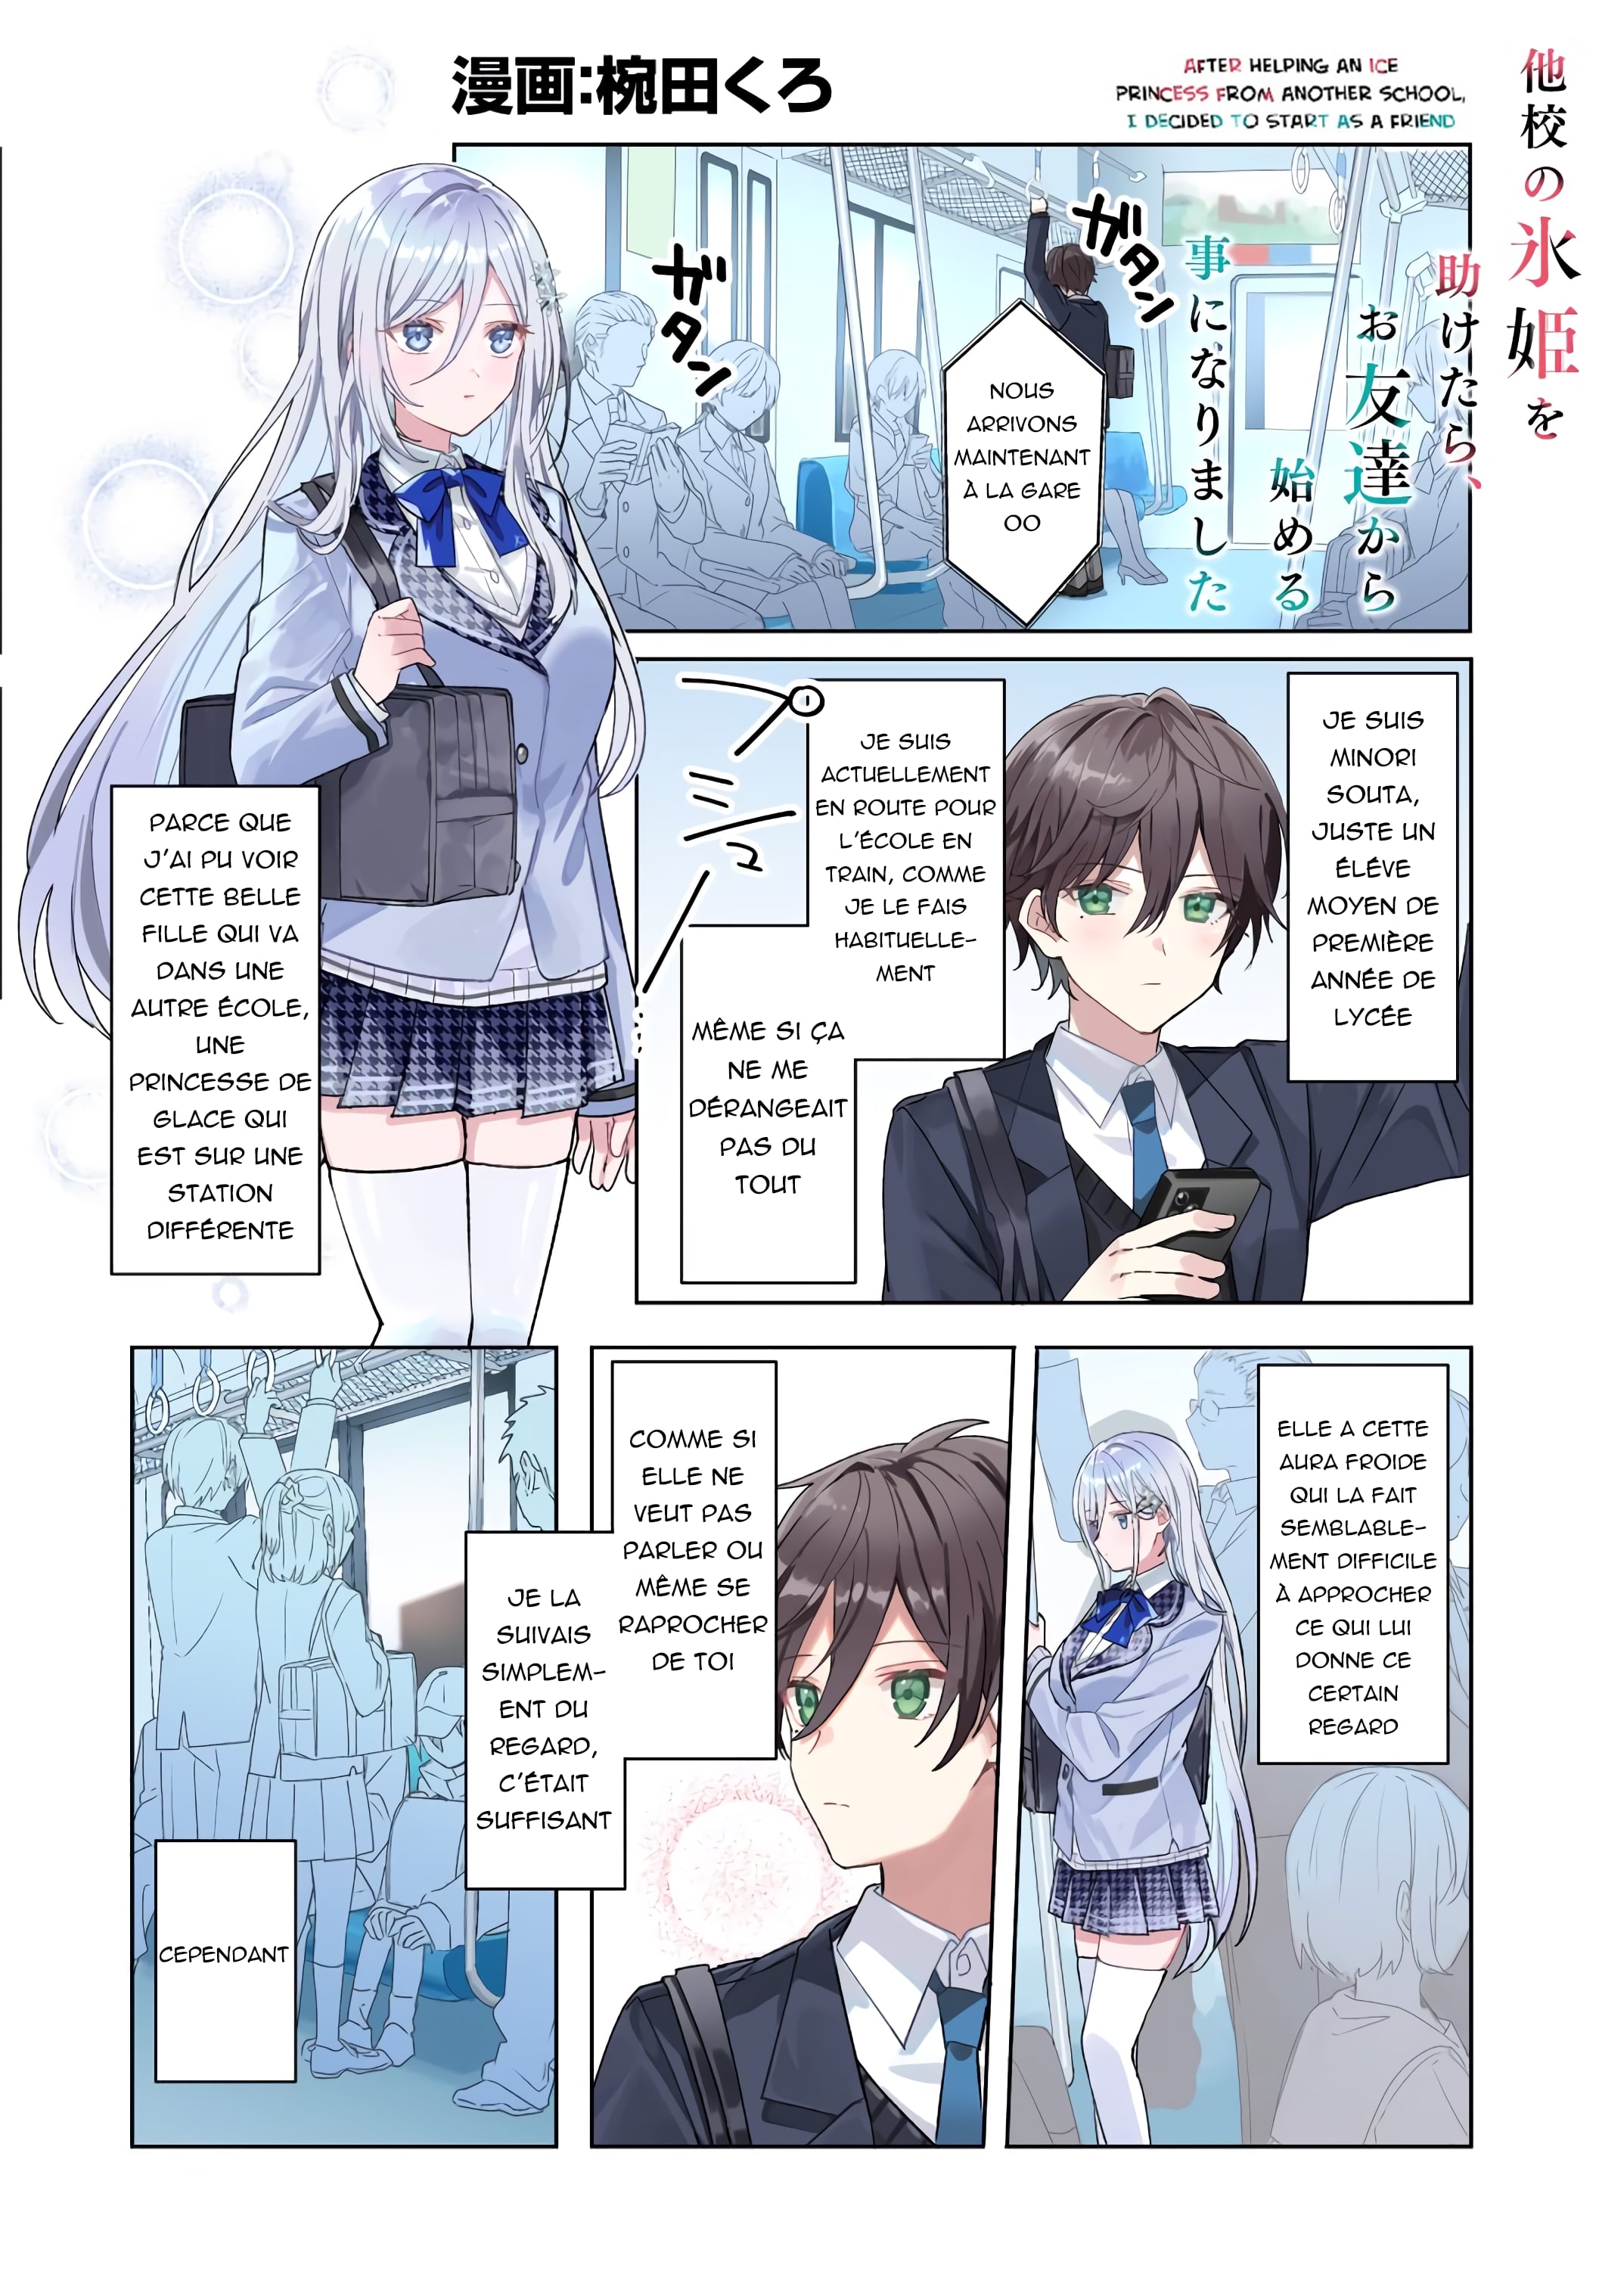 漫画:椀田くろ
AFTER HELPING AN ICE
PRINCESS FROM ANOTHER SCHOOL,
I DECIDED TO START AS A FRIEND
他校の氷姫を
助けたら、
お友達から
始める
事になりました
ガタン
ガタン
NOUS
ARRIVONS
MAINTENANT
À LA GARE
OO
JE SUIS
MINORI
SOUTA,
JUSTE UN
ÉLÉVE
MOYEN DE
PREMIÈRE
ANNÉE DE
LYCÉE
JE SUIS
ACTUELLEMENT
EN ROUTE POUR
L'ÉCOLE EN
TRAIN, COMME
JE LE FAIS
HABITUELLE-
MENT
MÊME SI ÇA
NE ME
DÉRANGEAIT
PAS DU
TOUT
プシュー
PARCE QUE
J'AI PU VOIR
CETTE BELLE
FILLE QUI VA
DANS UNE
AUTRE ÉCOLE,
UNE
PRINCESSE DE
GLACE QUI
EST SUR UNE
STATION
DIFFÉRENTE
ELLE A CETTE
AURA FROIDE
QUI LA FAIT
SEMBLABLE-
MENT DIFFICILE
À APPROCHER
CE QUI LUI
DONNE CE
CERTAIN
REGARD
COMME SI
ELLE NE
VEUT PAS
PARLER OU
MÊME SE
RAPROCHER
DE TOI
JE LA
SUIVAIS
SIMPLEM-
ENT DU
REGARD,
C'ÉTAIT
SUFFISANT
CEPENDANT